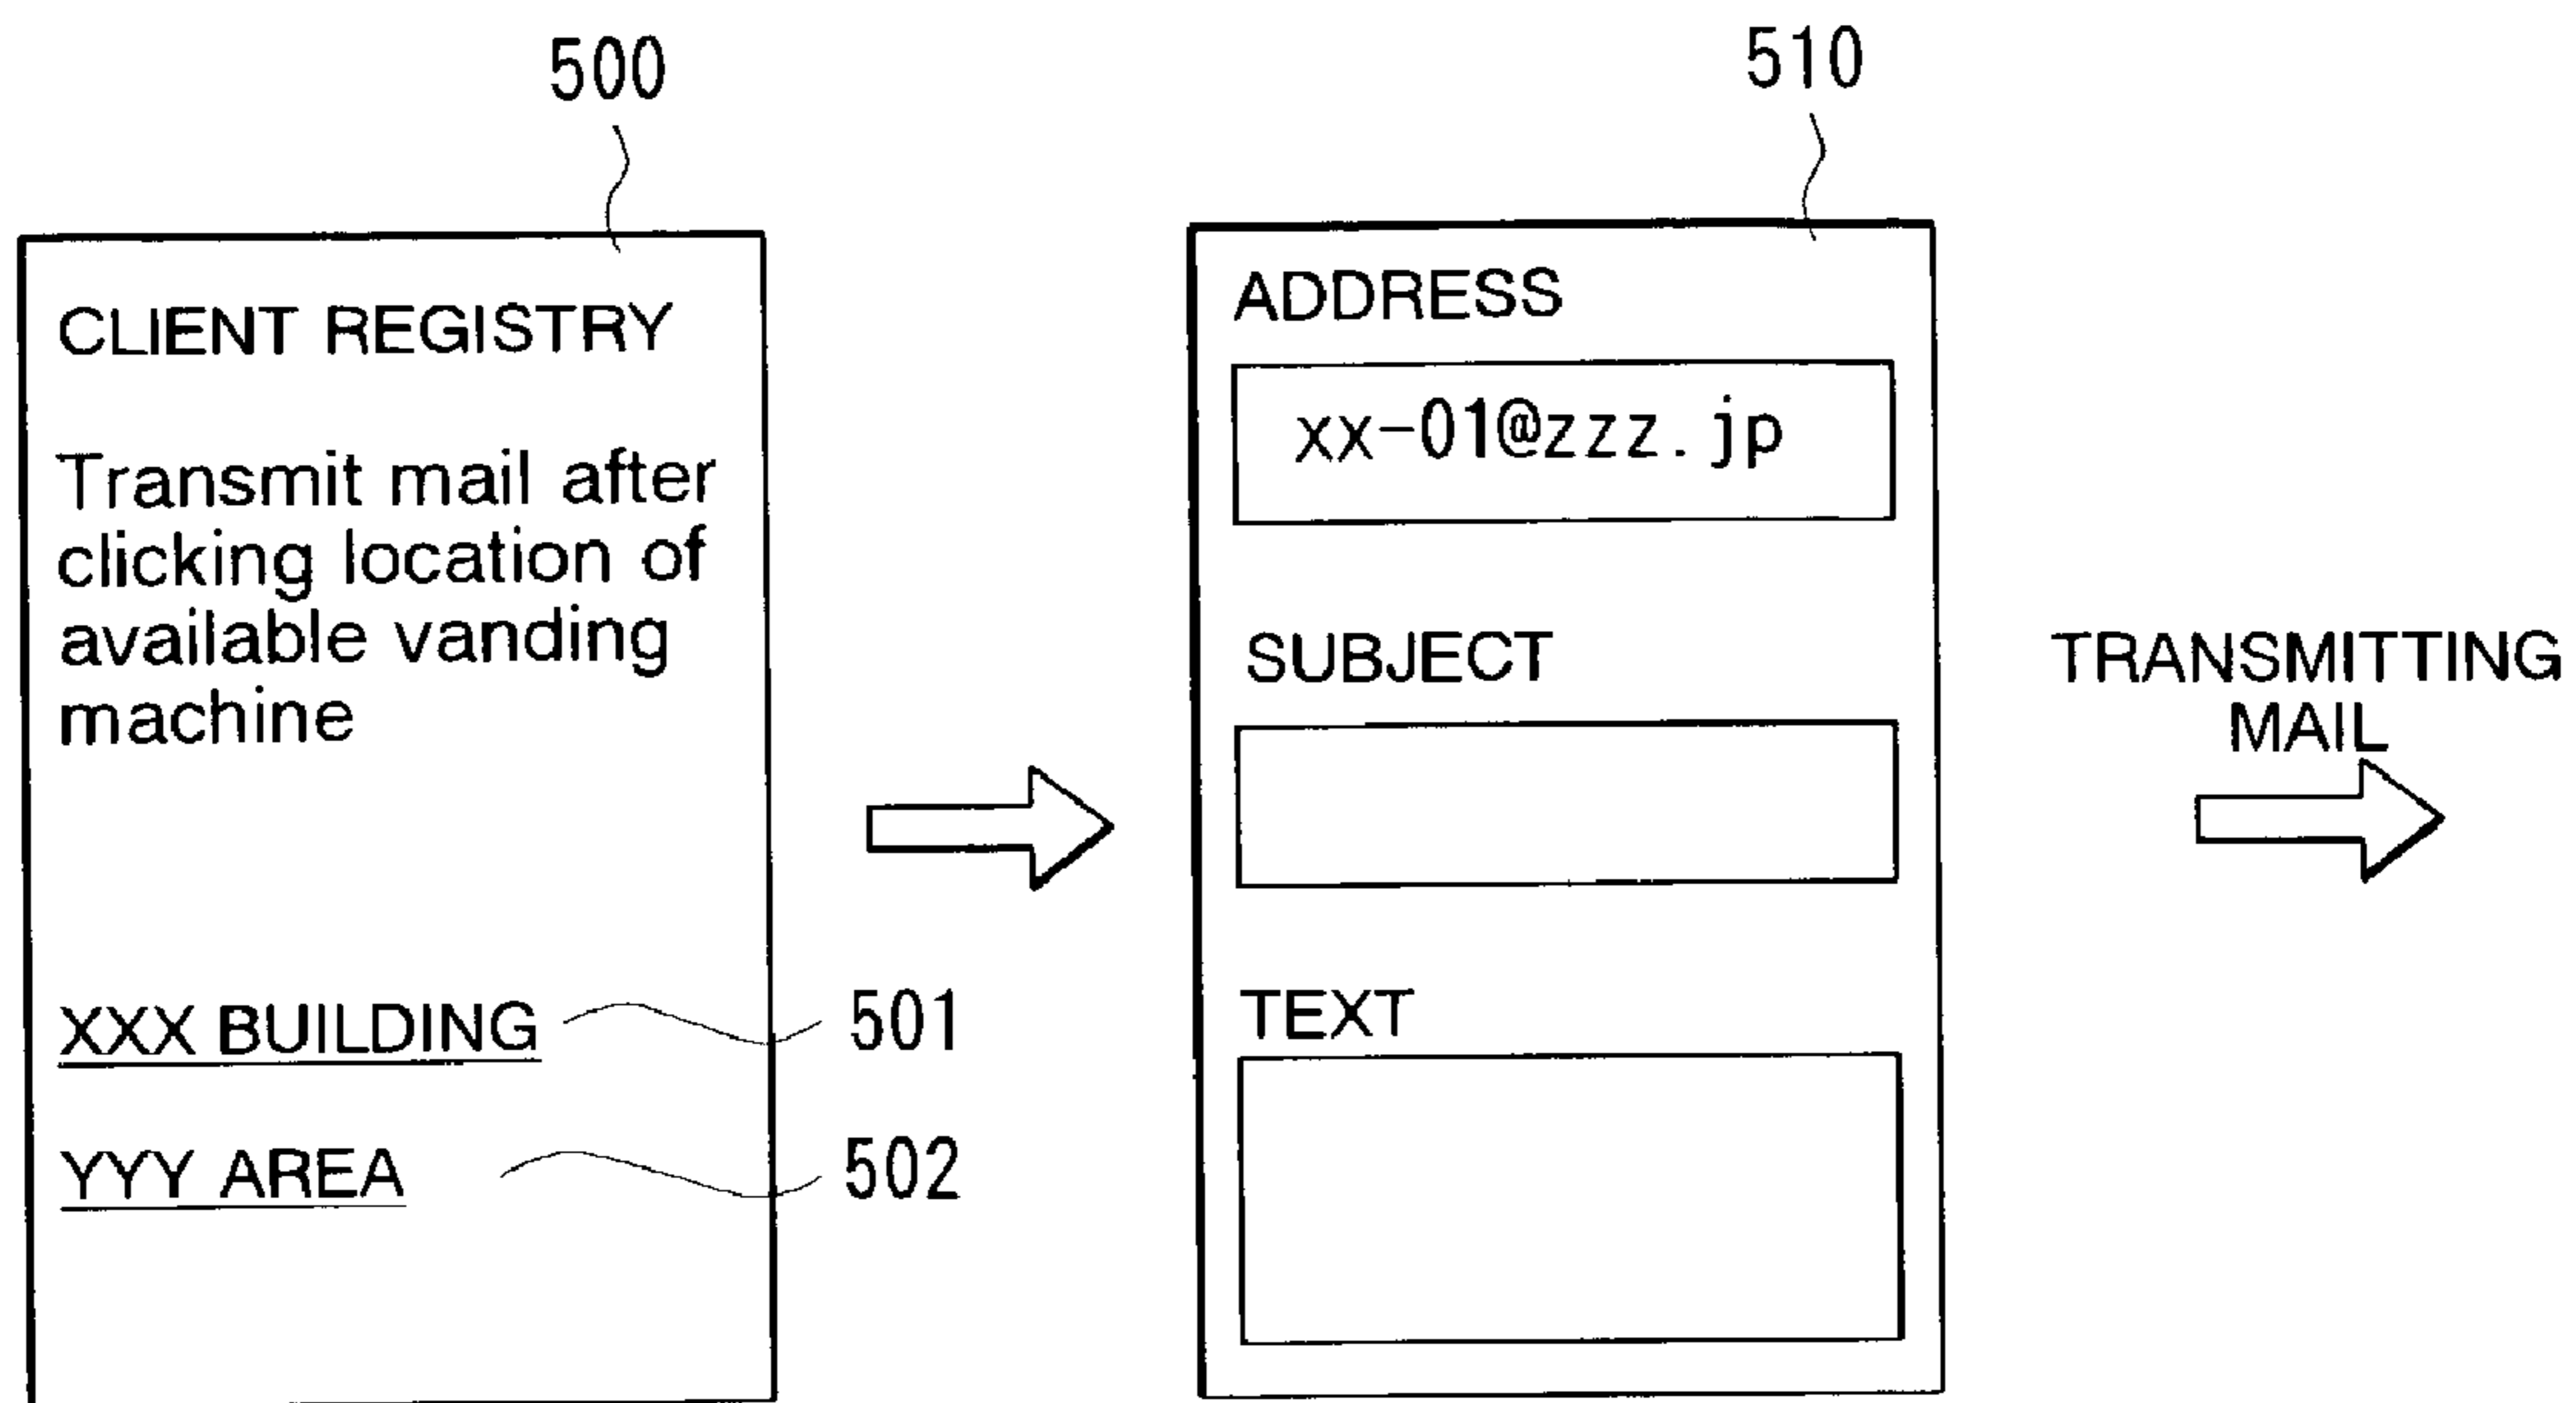 500
CLIENT REGISTRY
Transmit mail after
clicking location of
available vanding
machine
XXX BUILDING
501
YYY AREA
502
510
ADDRESS
xx-01@zzz.jp
SUBJECT
TEXT
TRANSMITTING
MAIL